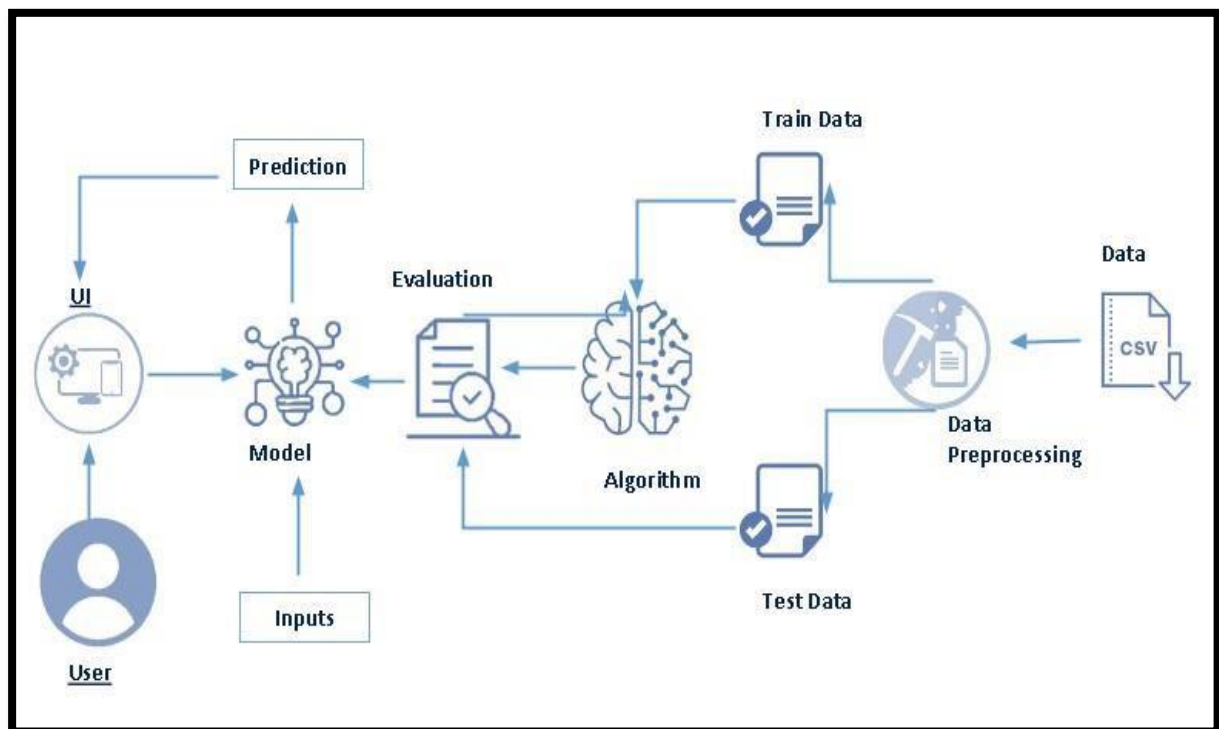 Train Data
Prediction
Data
Evaluation
UI
CSV
Data
Preprocessing
Model
Algorithm
Test Data
Inputs
User